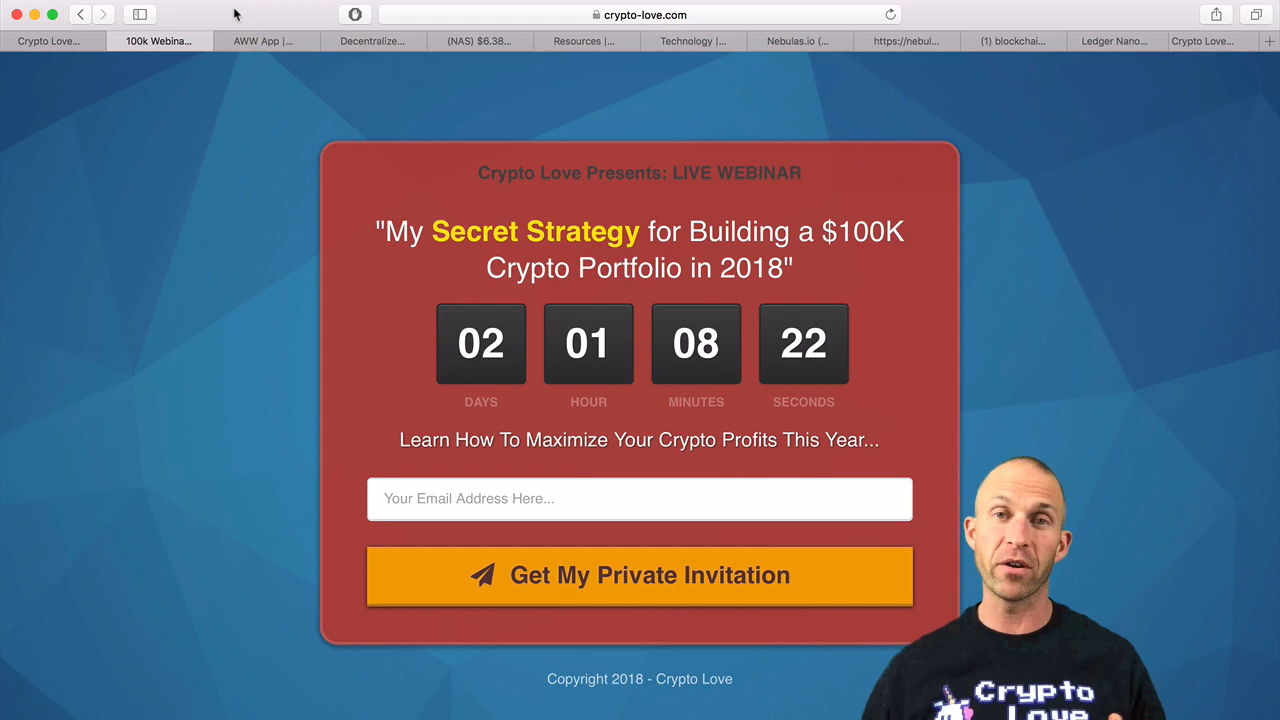 crypto-love.com
Crypto Love...
100k Webina...
AWW App |...
Decentralize...
(NAS) $6.38...
Resources |...
Technology |...
Nebulas.io (...
https://nebul...
(1) blockchai...
Ledger Nano...
Crypto Love...
Crypto Love Presents: LIVE WEBINAR
"My Secret Strategy for Building a $100K
Crypto Portfolio in 2018"
02 01 08 22
DAYS HOUR MINUTES SECONDS
Learn How To Maximize Your Crypto Profits This Year...
Your Email Address Here...
Get My Private Invitation
Copyright 2018 - Crypto Love
Crypto
Love